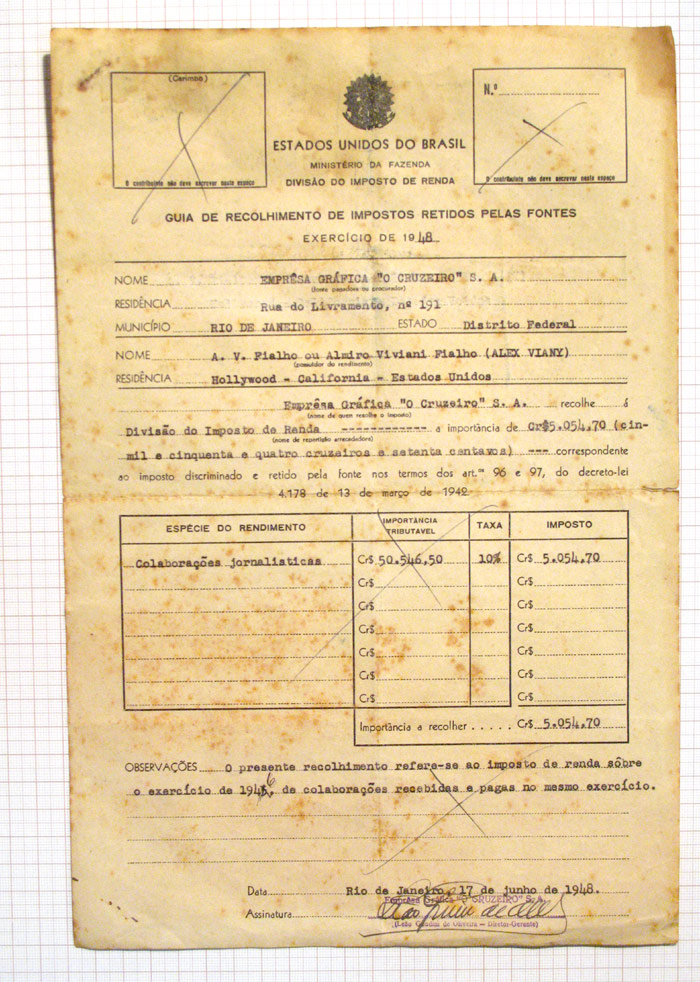 (Carimbo)
O contribuinte não deve escrever neste espaço
N.º
O contribuinte não deve escrever neste espaço
ESTADOS UNIDOS DO BRASIL
MINISTÉRIO DA FAZENDA
DIVISÃO DO IMPOSTO DE RENDA
GUIA DE RECOLHIMENTO DE IMPOSTOS RETIDOS PELAS FONTES
EXERCÍCIO DE 1948
NOME EMPRÊSA GRÁFICA "O CRUZEIRO" S. A.
(fonte pagadora ou procurador)
RESIDÊNCIA Rua do Livramento, nº 191
MUNICÍPIO RIO DE JANEIRO ESTADO Distrito Federal
NOME A. V. Fialho ou Almiro Viviani Fialho (ALEX VIANY)
(possuidor do rendimento)
RESIDÊNCIA Hollywood - California - Estados Unidos
Emprêsa Gráfica "O Cruzeiro" S. A. recolhe á
(nome de quem recolhe o imposto)
Divisão do Imposto de Renda ------------ a importância de Cr$5.054,70 (cin-
(nome de repartição arrecadadora)
mil e cinquenta e quatro cruzeiros e setenta centavos) --- correspondente
ao imposto discriminado e retido pela fonte nos termos dos art.os 96 e 97, do decreto-lei
4.178 de 13 de março de 1942
ESPÉCIE DO RENDIMENTO IMPORTÂNCIA TRIBUTÁVEL TAXA IMPOSTO
Colaborações jornalisticas Cr$ 50.546,50 10% Cr$ 5.054,70
Cr$ Cr$
Cr$ Cr$
Cr$ Cr$
Cr$ Cr$
Cr$ Cr$
Cr$ Cr$
Importância a recolher ..... Cr$ 5.054,70
OBSERVAÇÕES O presente recolhimento refere-se ao imposto de renda sôbre
o exercício de 1946, de colaborações recebidas e pagas no mesmo exercício.
Data Rio de Janeiro, 17 de junho de 1948.
Emprêsa Gráfica "O CRUZEIRO" S. A.
Assinatura
de Oliveira — Diretor-Gerente)